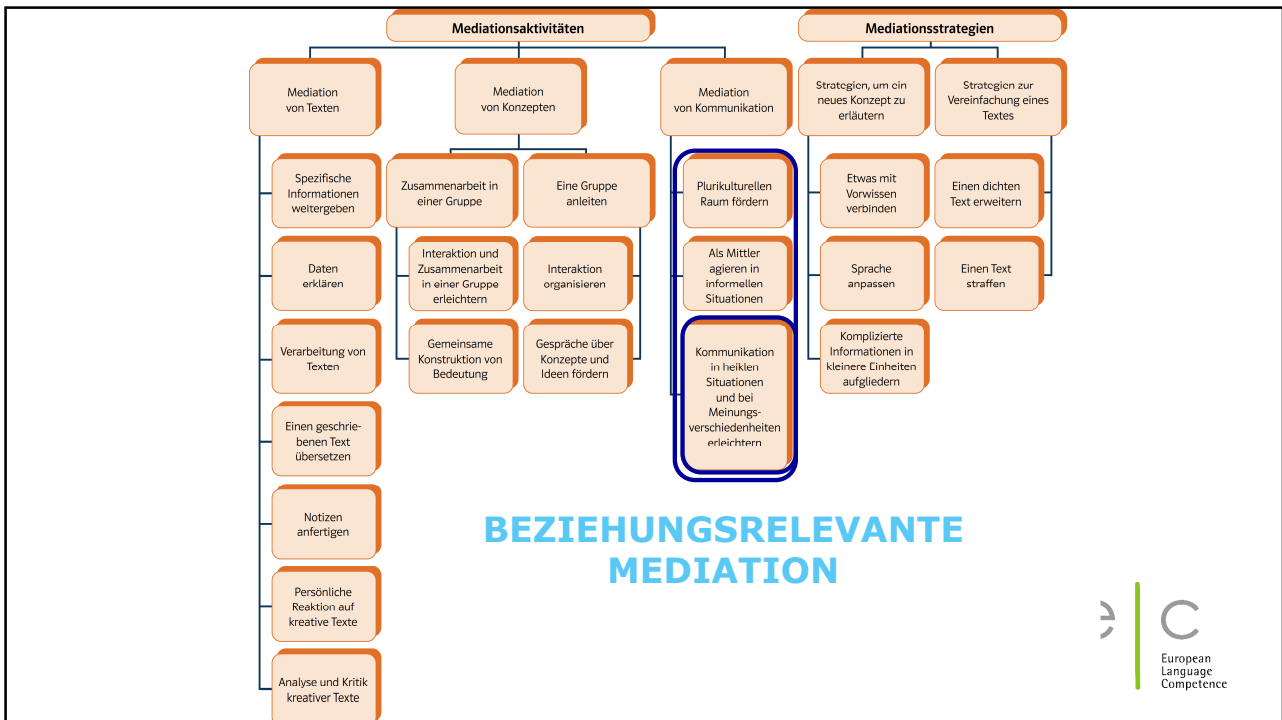 Mediationsaktivitäten
Mediationsstrategien
Mediation
von Texten
Mediation
von Konzepten
Mediation
von Kommunikation
Strategien, um ein
neues Konzept zu
erläutern
Strategien zur
Vereinfachung eines
Textes
Spezifische
Informationen
weitergeben
Daten
erklären
Verarbeitung von
Texten
Einen geschrie-
benen Text
übersetzen
Notizen
anfertigen
Persönliche
Reaktion auf
kreative Texte
Analyse und Kritik
kreativer Texte
Zusammenarbeit in
einer Gruppe
Interaktion und
Zusammenarbeit
in einer Gruppe
erleichtern
Gemeinsame
Konstruktion von
Bedeutung
Eine Gruppe
anleiten
Interaktion
organisieren
Gespräche über
Konzepte und
Ideen fördern
Plurikulturellen
Raum fördern
Als Mittler
agieren in
informellen
Situationen
Kommunikation
in heiklen
Situationen
und bei
Meinungs-
verschiedenheiten
erleichtern
Etwas mit
Vorwissen
verbinden
Sprache
anpassen
Komplizierte
Informationen in
kleinere Einheiten
aufgliedern
Einen dichten
Text erweitern
Einen Text
straffen
BEZIEHUNGSRELEVANTE
MEDIATION
e c
European
Language
Competence